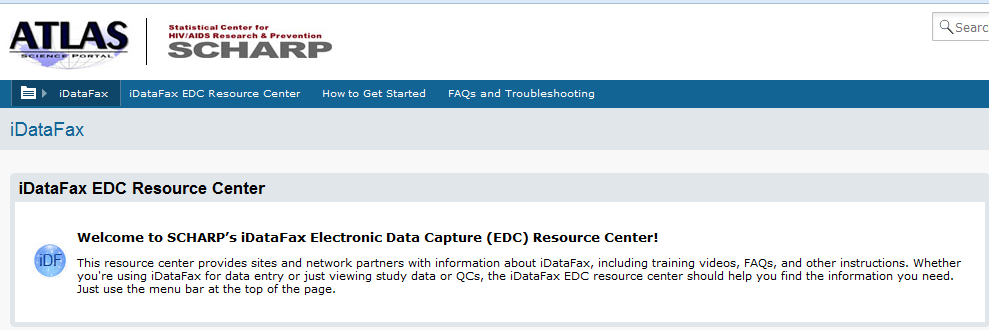 ATLAS
SCIENCE PORTAL
Statistical Center for
HIV/AIDS Research & Prevention
SCHARP
Searc
iDataFax iDataFax EDC Resource Center How to Get Started FAQs and Troubleshooting
iDataFax
iDataFax EDC Resource Center
Welcome to SCHARP’s iDataFax Electronic Data Capture (EDC) Resource Center!
iDF
This resource center provides sites and network partners with information about iDataFax, including training videos, FAQs, and other instructions. Whether
you're using iDataFax for data entry or just viewing study data or QCs, the iDataFax EDC resource center should help you find the information you need.
Just use the menu bar at the top of the page.